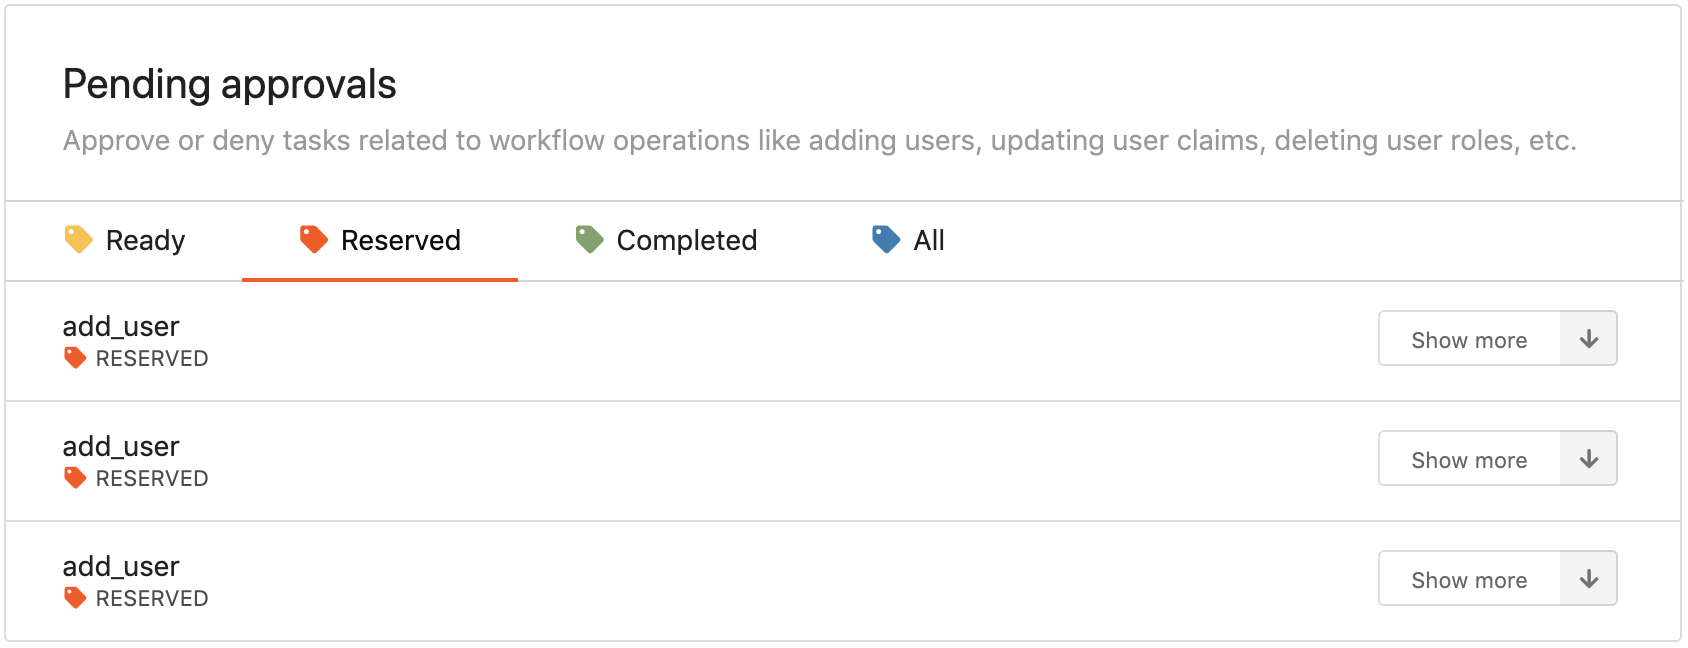 Pending approvals
Approve or deny tasks related to workflow operations like adding users, updating user claims, deleting user roles, etc.
Ready Reserved Completed All
add_user
Show more
RESERVED
add_user
Show more
RESERVED
add_user
Show more
RESERVED